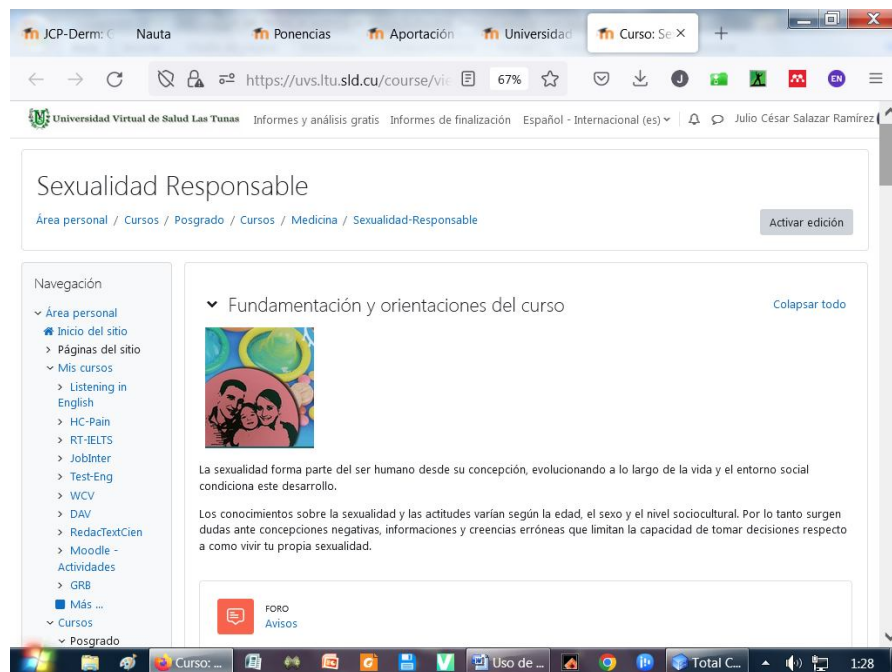 JCP-Derm: G
Nauta
Ponencias
Aportación
Universidad
Curso: Se
https://uvs.ltu.sld.cu/course/vie
67%
EN
Universidad Virtual de Salud Las Tunas
Informes y análisis gratis
Informes de finalización
Español - Internacional (es)
Julio César Salazar Ramírez
Sexualidad Responsable
Área personal / Cursos / Posgrado / Cursos / Medicina / Sexualidad-Responsable
Activar edición
Navegación
Área personal
Inicio del sitio
Páginas del sitio
Mis cursos
Listening in
English
HC-Pain
RT-IELTS
JobInter
Test-Eng
WCV
DAV
RedacTextCien
Moodle -
Actividades
GRB
Más ...
Cursos
Posgrado
Fundamentación y orientaciones del curso
Colapsar todo
La sexualidad forma parte del ser humano desde su concepción, evolucionando a lo largo de la vida y el entorno social
condiciona este desarrollo.
Los conocimientos sobre la sexualidad y las actitudes varían según la edad, el sexo y el nivel sociocultural. Por lo tanto surgen
dudas ante concepciones negativas, informaciones y creencias erróneas que limitan la capacidad de tomar decisiones respecto
a como vivir tu propia sexualidad.
FORO
Avisos
Curso: ...
Uso de ...
Total C...
1:28